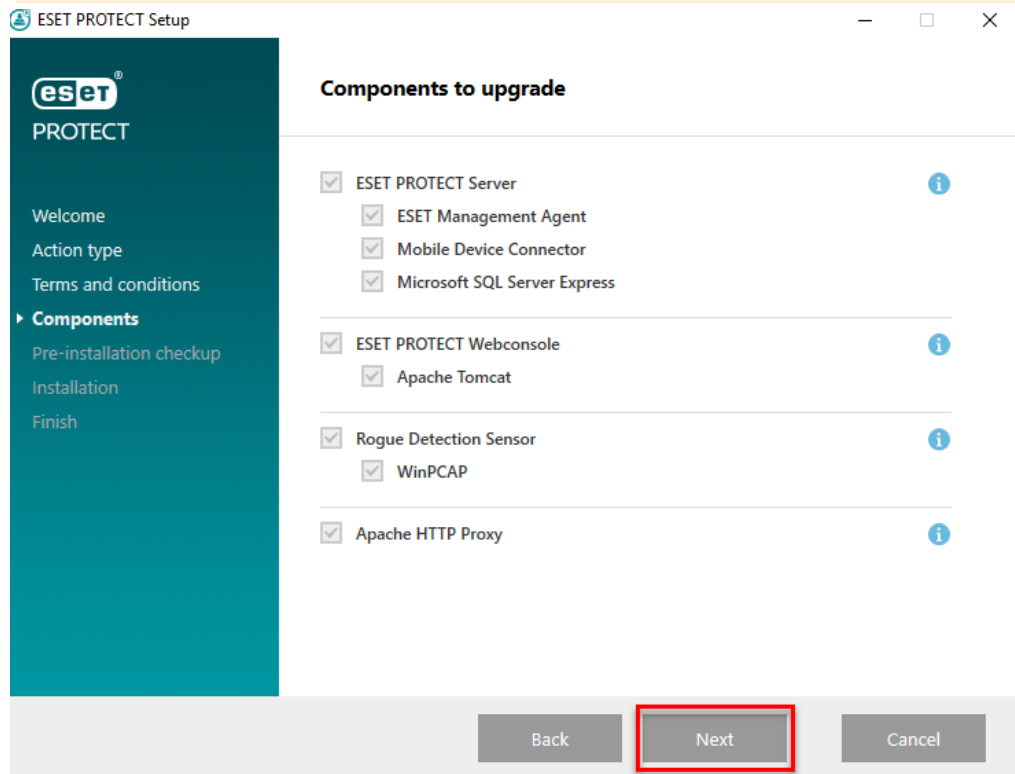 ESET PROTECT Setup
eset®
PROTECT
Welcome
Action type
Terms and conditions
Components
Pre-installation checkup
Installation
Finish
Components to upgrade
ESET PROTECT Server
ESET Management Agent
Mobile Device Connector
Microsoft SQL Server Express
ESET PROTECT Webconsole
Apache Tomcat
Rogue Detection Sensor
WinPCAP
Apache HTTP Proxy
Back
Next
Cancel